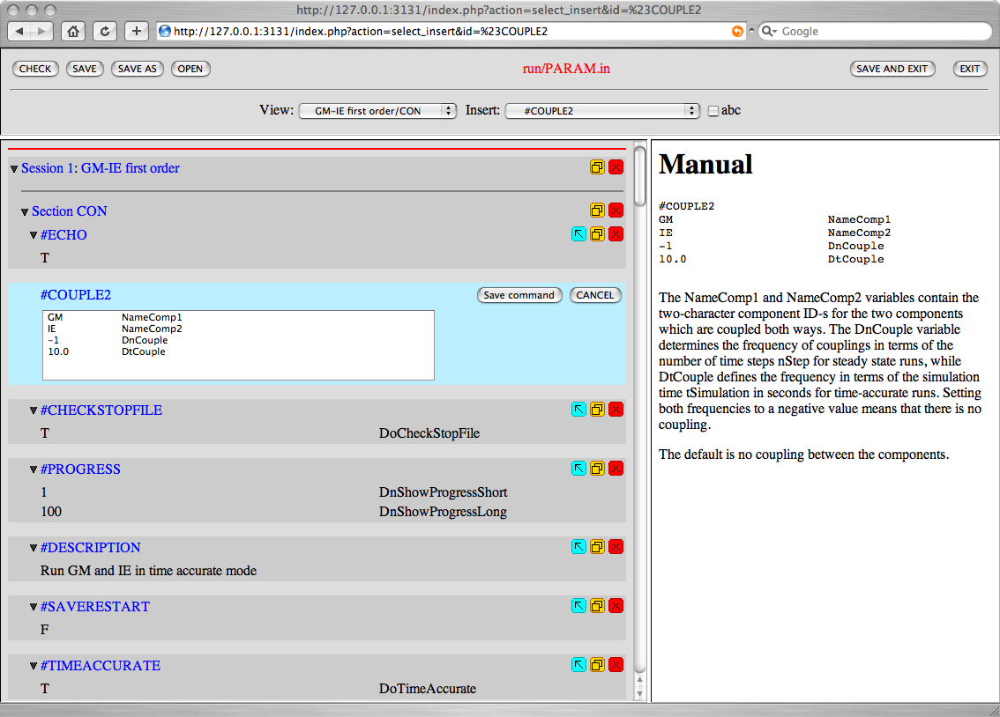 http://127.0.0.1:3131/index.php?action=select_insert&id=%23COUPLE2
http://127.0.0.1:3131/index.php?action=select_insert&id=%23COUPLE2 Google
CHECK SAVE SAVE AS OPEN run/PARAM.in SAVE AND EXIT EXIT
View: GM-IE first order/CON Insert: #COUPLE2 abc
Session 1: GM-IE first order
Section CON
#ECHO
T
#COUPLE2 Save command CANCEL
GM NameComp1
IE NameComp2
-1 DnCouple
10.0 DtCouple
#CHECKSTOPFILE
T DoCheckStopFile
#PROGRESS
1 DnShowProgressShort
100 DnShowProgressLong
#DESCRIPTION
Run GM and IE in time accurate mode
#SAVERESTART
F
#TIMEACCURATE
T DoTimeAccurate
Manual
#COUPLE2
GM NameComp1
IE NameComp2
-1 DnCouple
10.0 DtCouple
The NameComp1 and NameComp2 variables contain the
two-character component ID-s for the two components
which are coupled both ways. The DnCouple variable
determines the frequency of couplings in terms of the
number of time steps nStep for steady state runs, while
DtCouple defines the frequency in terms of the simulation
time tSimulation in seconds for time-accurate runs. Setting
both frequencies to a negative value means that there is no
coupling.
The default is no coupling between the components.